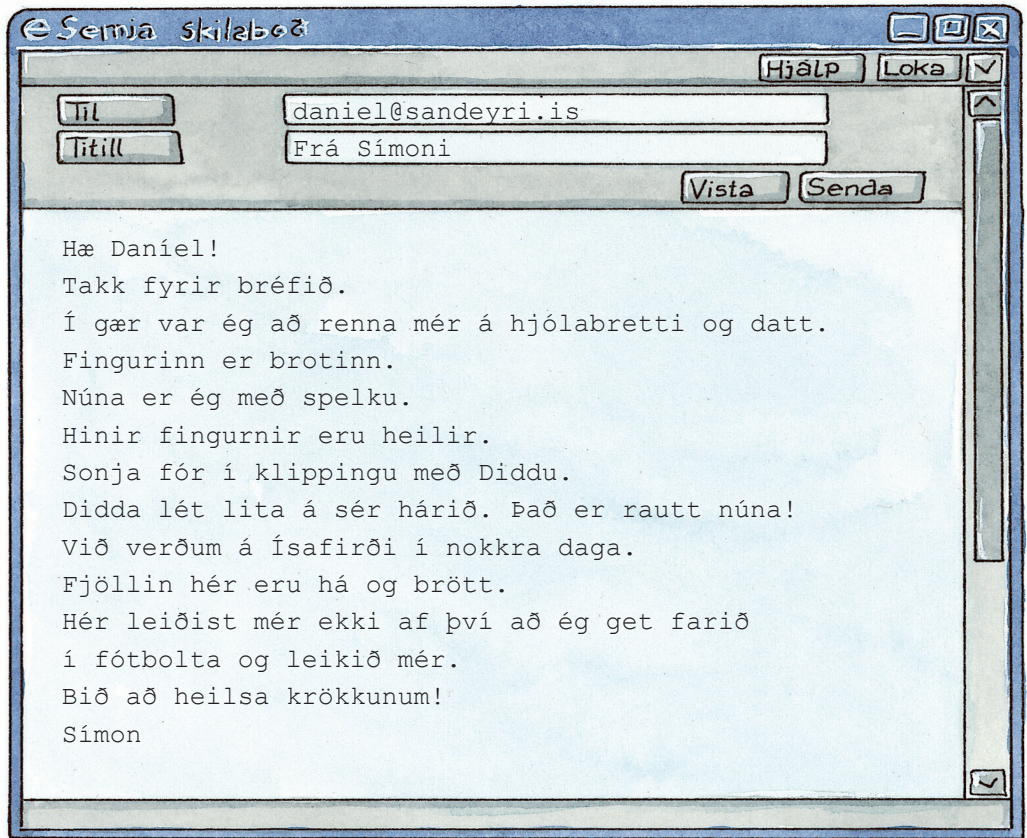 Semja skilaboð
Hjálp Loka
Til daniel@sandeyri.is
Titill Frá Símoni
Vista Senda
Hæ Daníel!
Takk fyrir bréfið.
Í gær var ég að renna mér á hjólabretti og datt.
Fingurinn er brotinn.
Núna er ég með spelku.
Hinir fingurnir eru heilir.
Sonja fór í klippingu með Diddu.
Didda lét lita á sér hárið. Það er rautt núna!
Við verðum á Ísafirði í nokkra daga.
Fjöllin hér eru há og brött.
Hér leiðist mér ekki af því að ég get farið
í fótbolta og leikið mér.
Bið að heilsa krökkunum!
Símon